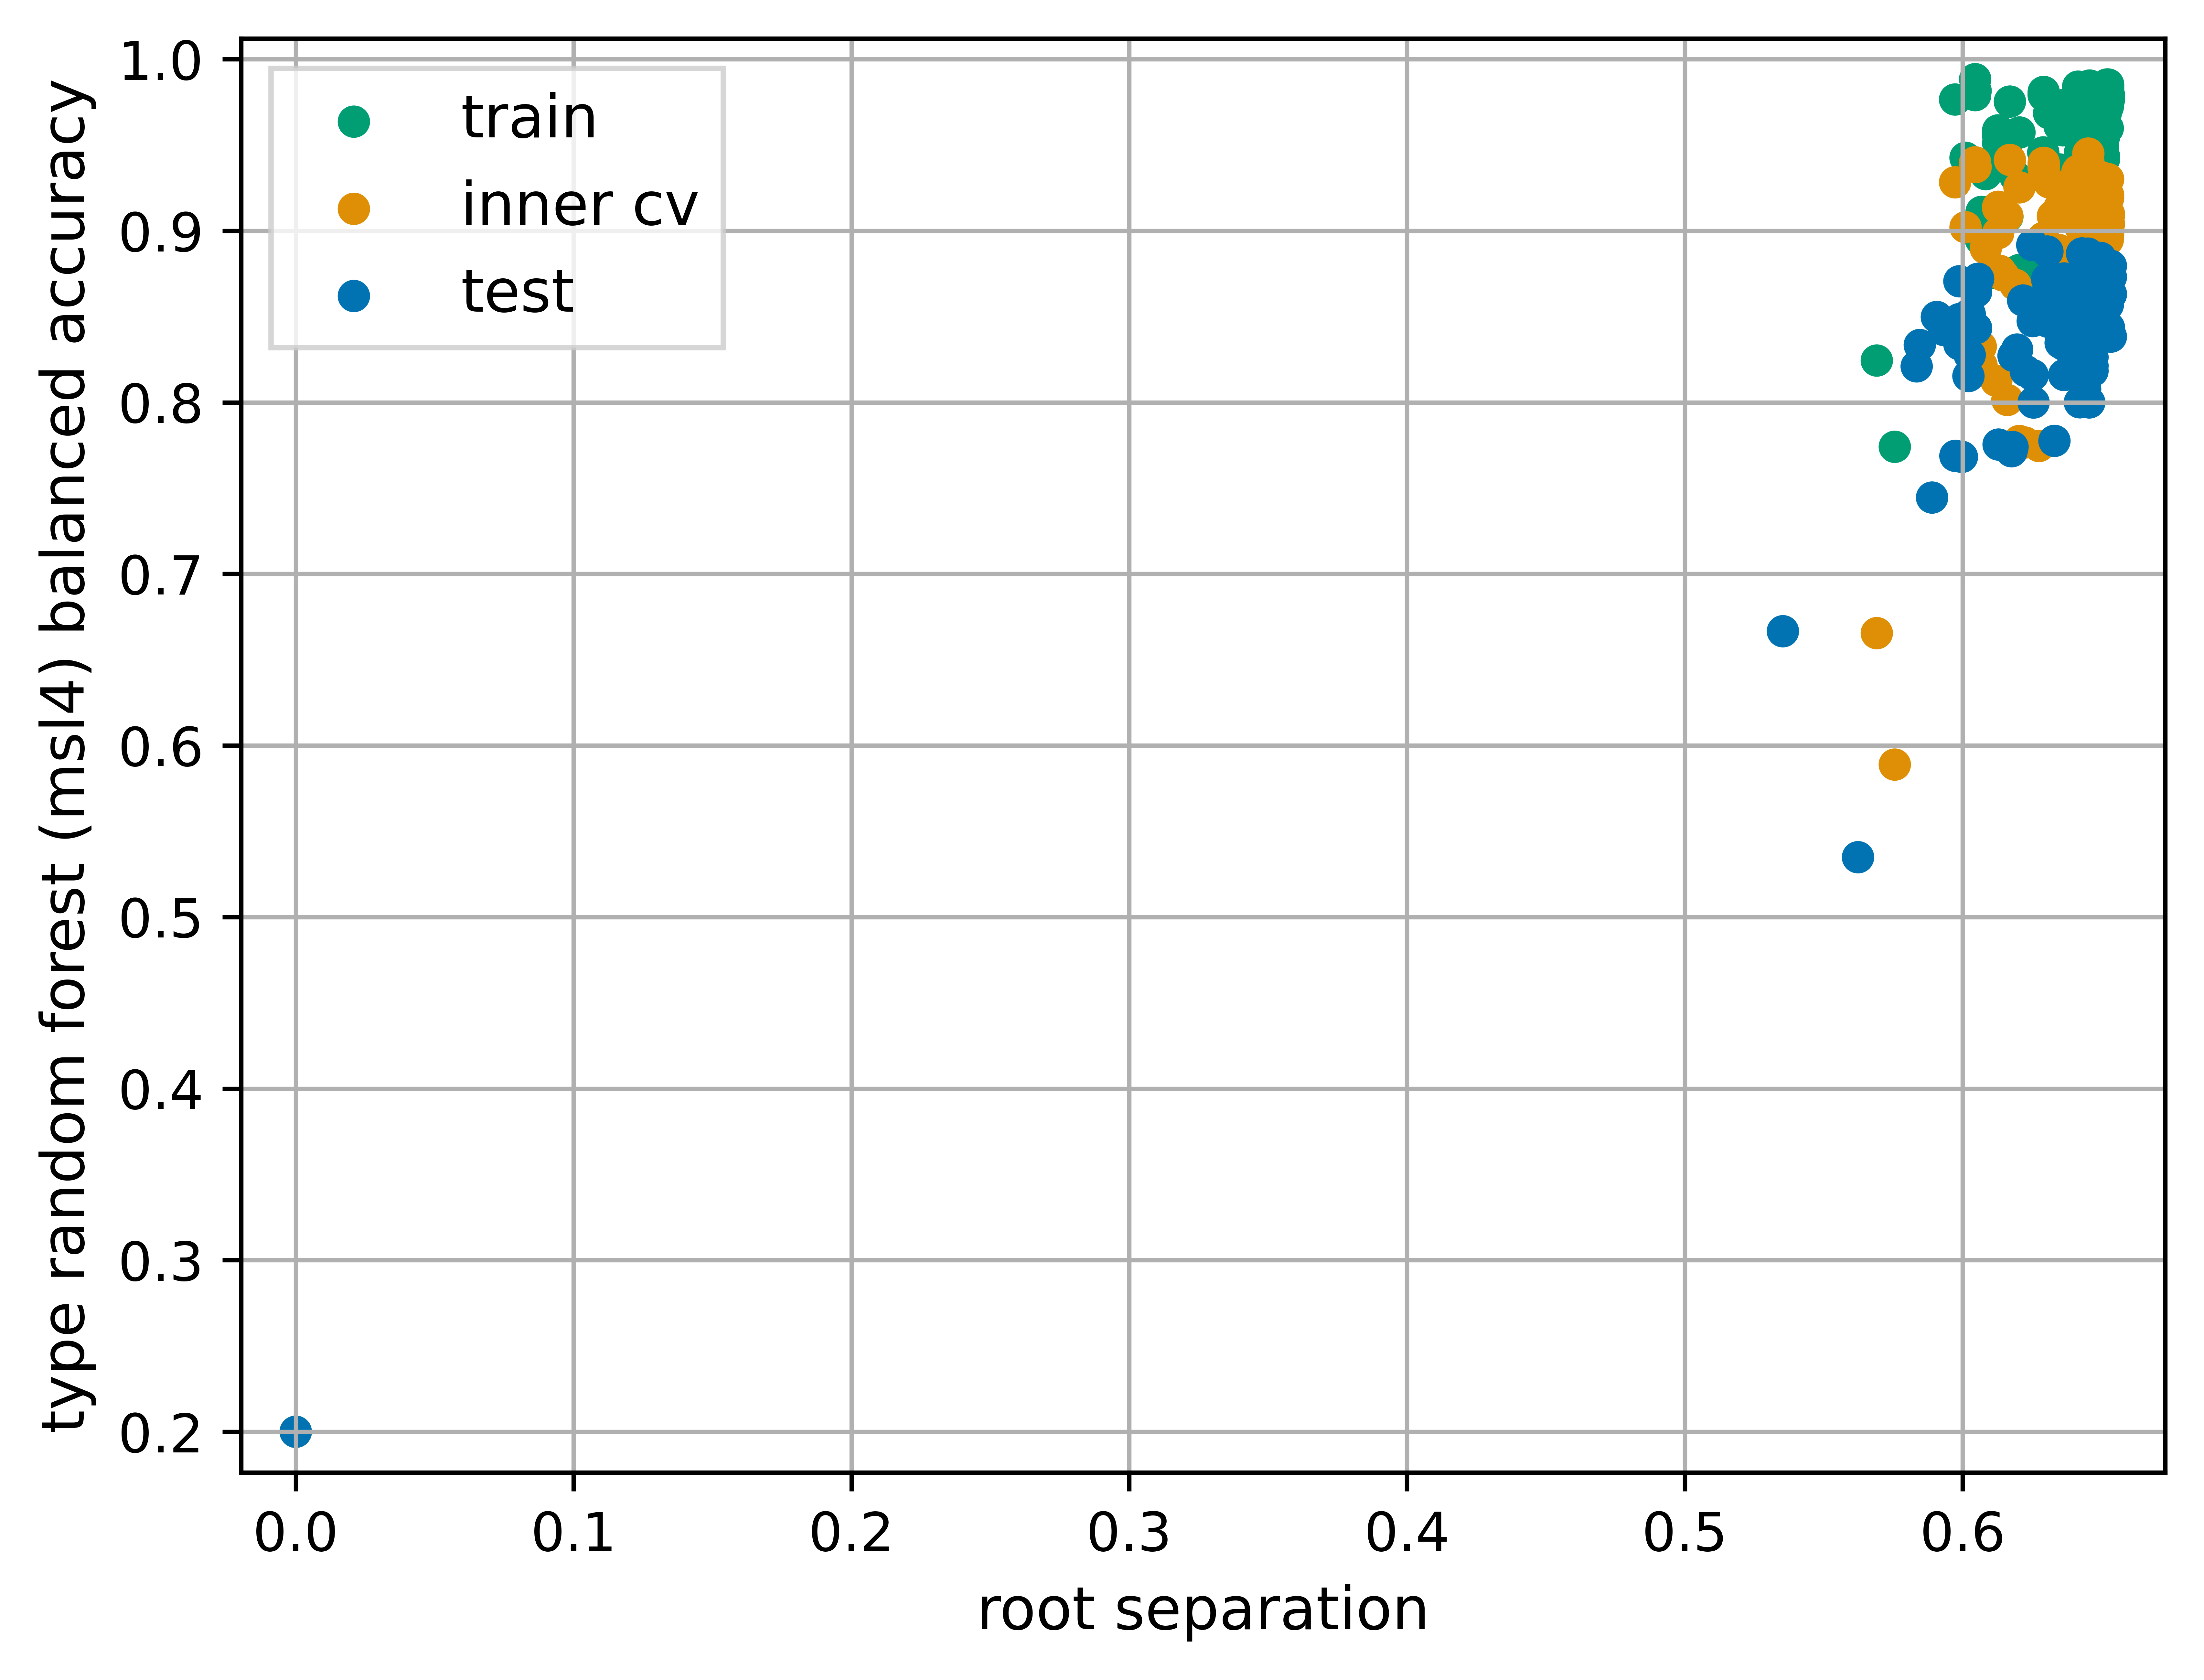 1.0
0.9
0.8
0.7
0.6
0.5
0.4
0.3
0.2
type random forest (msl4) balanced accuracy
train
inner cv
test
0.0 0.1 0.2 0.3 0.4 0.5 0.6
root separation